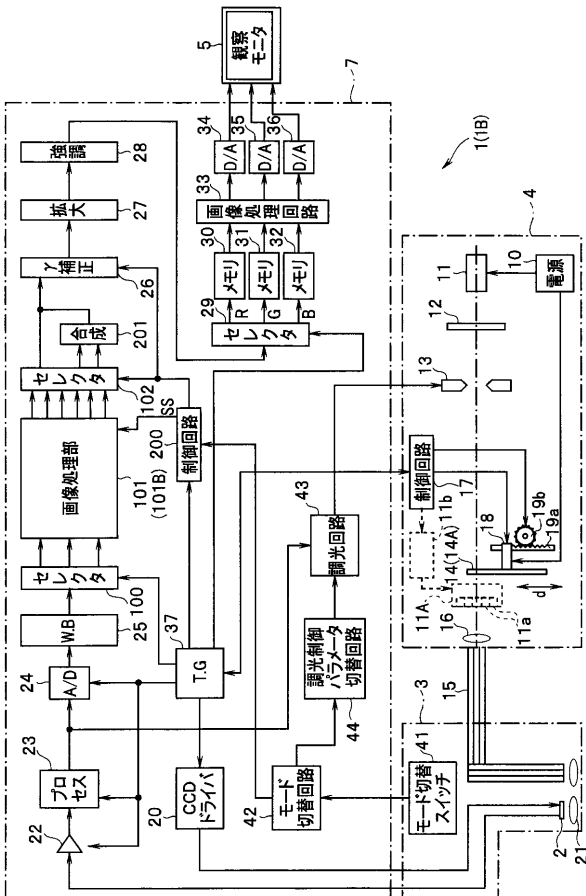 観察
モニタ
5
7
強調
28
拡大
27
γ補正
26
合成
201
セレクタ
102
SS
画像処理部
101
(101B)
セレクタ
100
W.B
25
A/D
24
プロセス
23
22
D/A
34
D/A
35
D/A
36
33
画像処理回路
30
メモリ
31
メモリ
32
メモリ
29
R
G
B
セレクタ
200
制御回路
37
T.G
43
調光回路
20
CCD
ドライバ
42
モード
切替回路
調光制御
パラメータ
切替回路
44
1(1B)
4
11
10
電源
12
13
制御回路
17
11b
18
19b
19a
14(14A)
11A
d
11a
16
15
3
41
モード切替
スイッチ
2
21